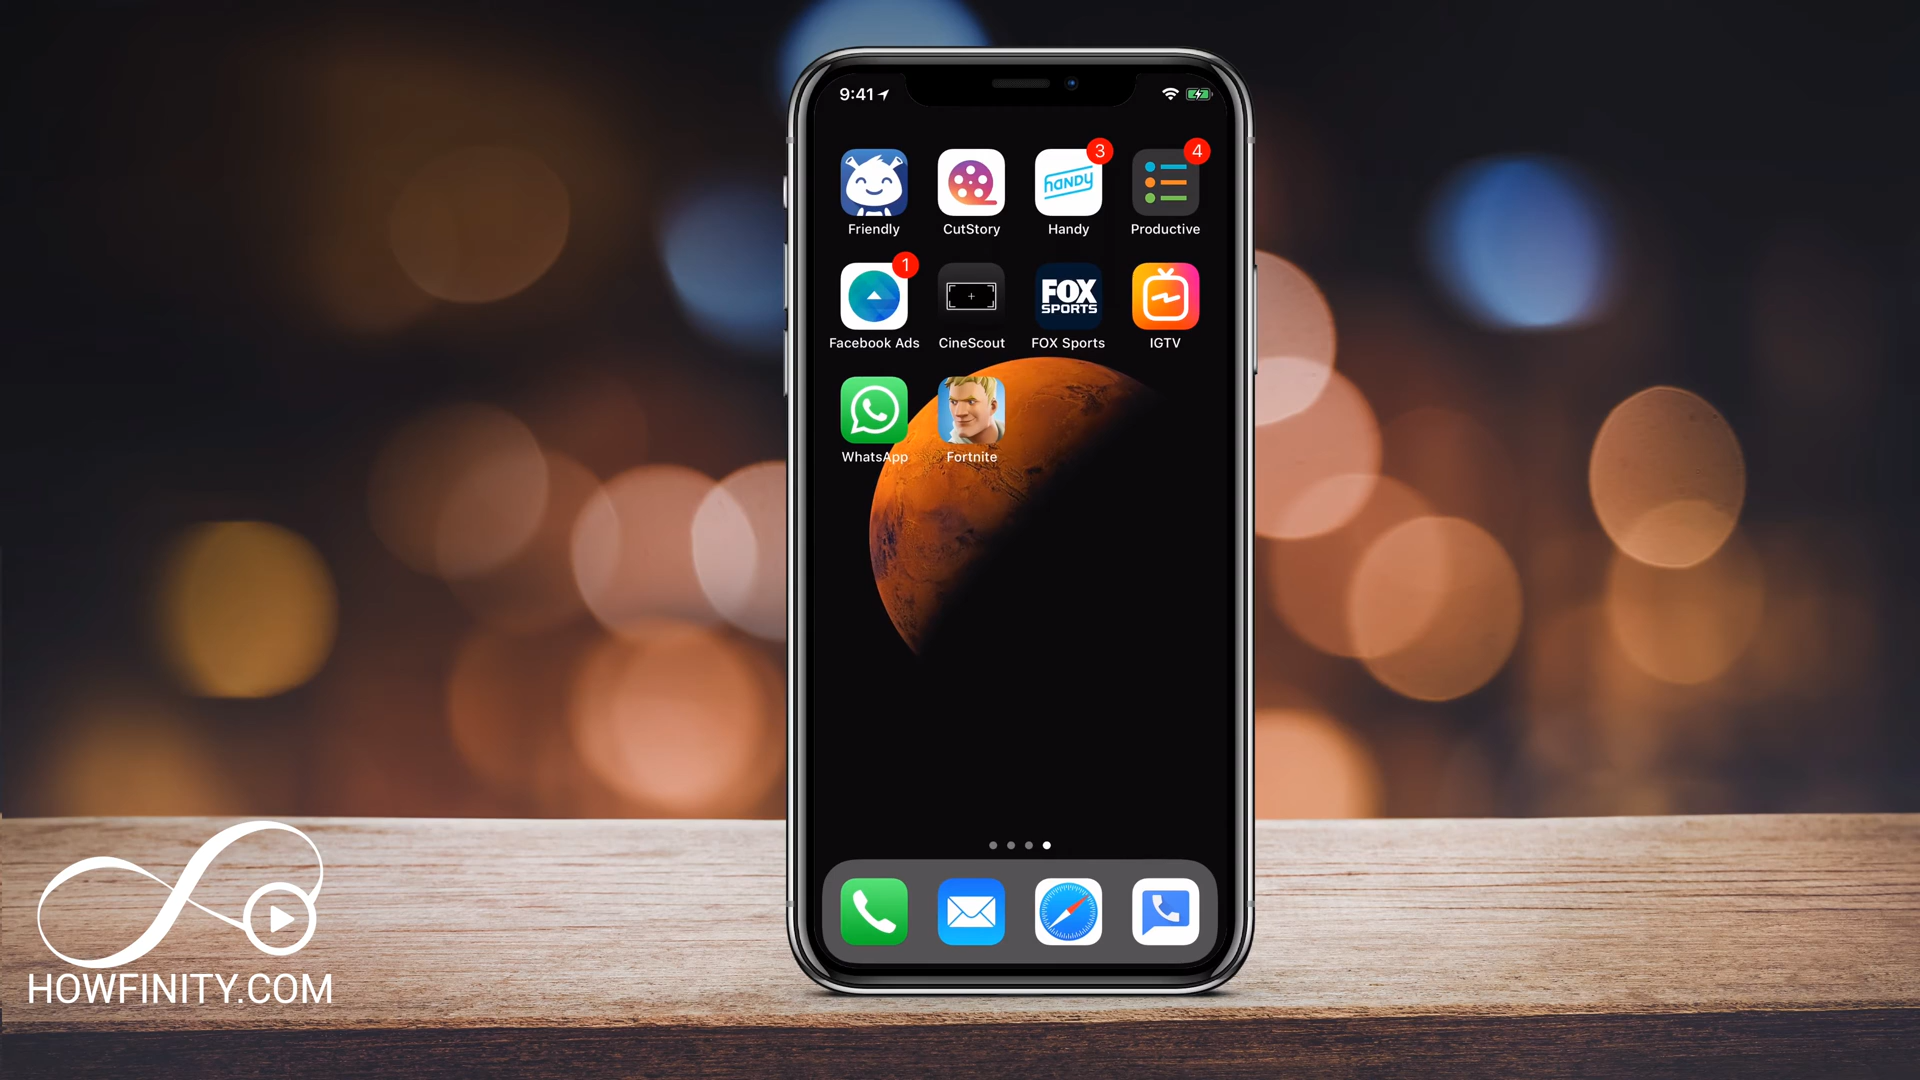 9:41
3
4
handy
Friendly
CutStory
Handy
Productive
1
FOX
SPORTS
Facebook Ads
CineScout
FOX Sports
IGTV
WhatsApp
Fortnite
HOWFINITY.COM